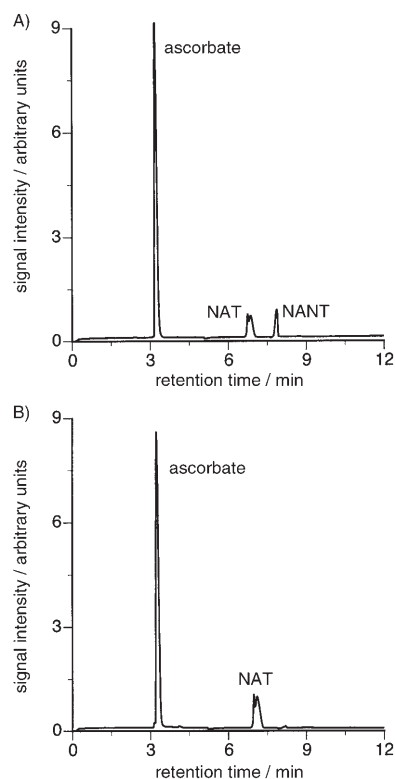 A)
9
ascorbate
6
3
NAT
NANT
0
0
3
6
9
12
signal intensity / arbitrary units
retention time / min
B)
9
ascorbate
6
3
NAT
0
0
3
6
9
12
signal intensity / arbitrary units
retention time / min